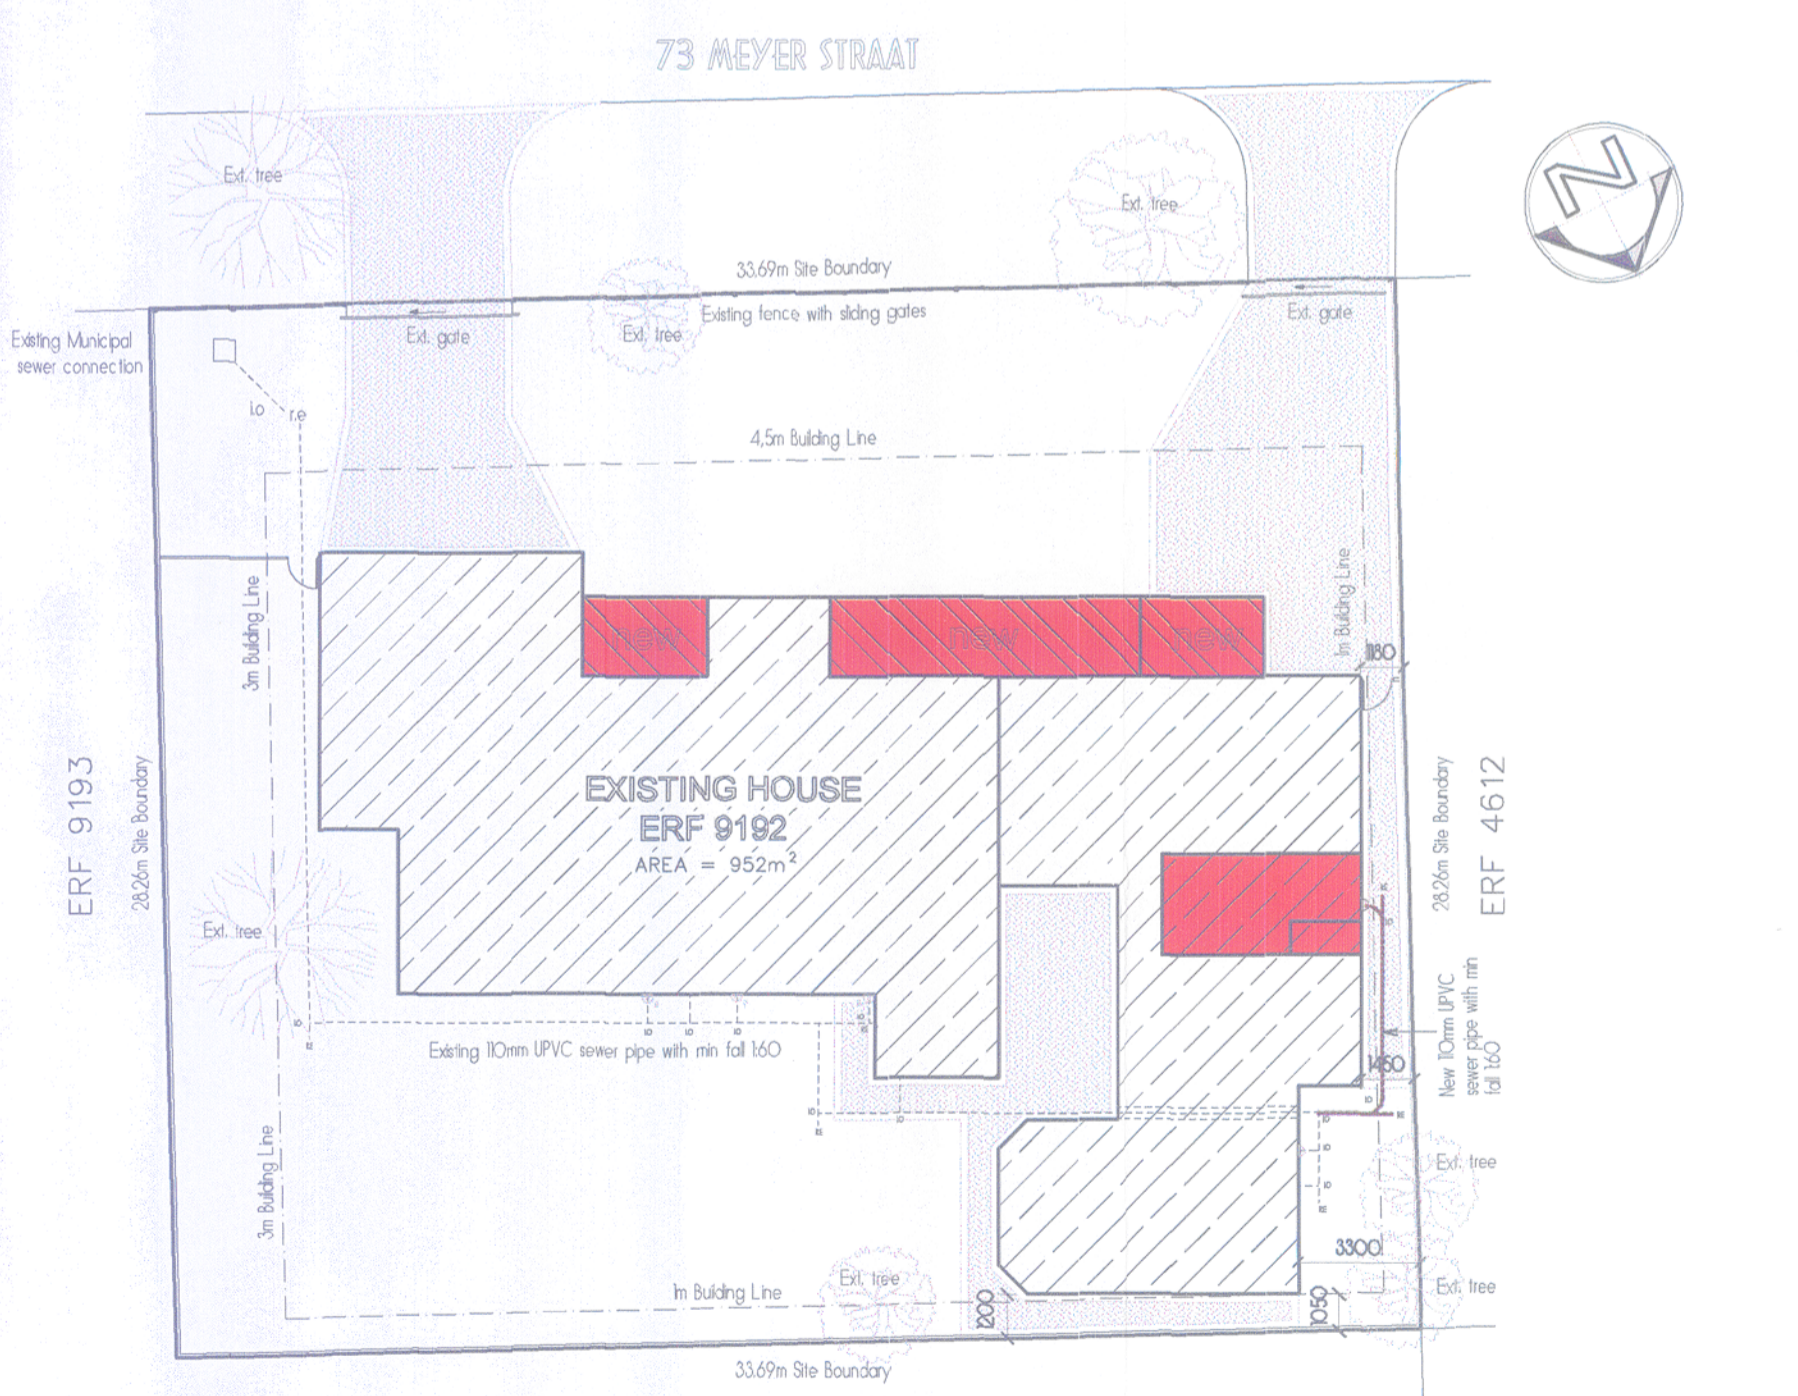 73 MEYER STRAAT
N
Ext. tree
Ext. tree
33.69m Site Boundary
Existing fence with sliding gates
Ext. gate
Ext. tree
Ext. gate
Existing Municipal
sewer connection
i.o
r.e
4,5m Building Line
3m Building Line
1m Building Line
1180
new
new
new
EXISTING HOUSE
ERF 9192
AREA = 952m²
ERF 9193
28.26m Site Boundary
28.26m Site Boundary
ERF 4612
Ext. tree
Existing 110mm UPVC sewer pipe with min fall 1:60
New 110mm UPVC
sewer pipe with min
fall 1:60
1460
3m Building Line
Ext. tree
3300
Ext. tree
Ext. tree
1m Building Line
1200
1050
33.69m Site Boundary